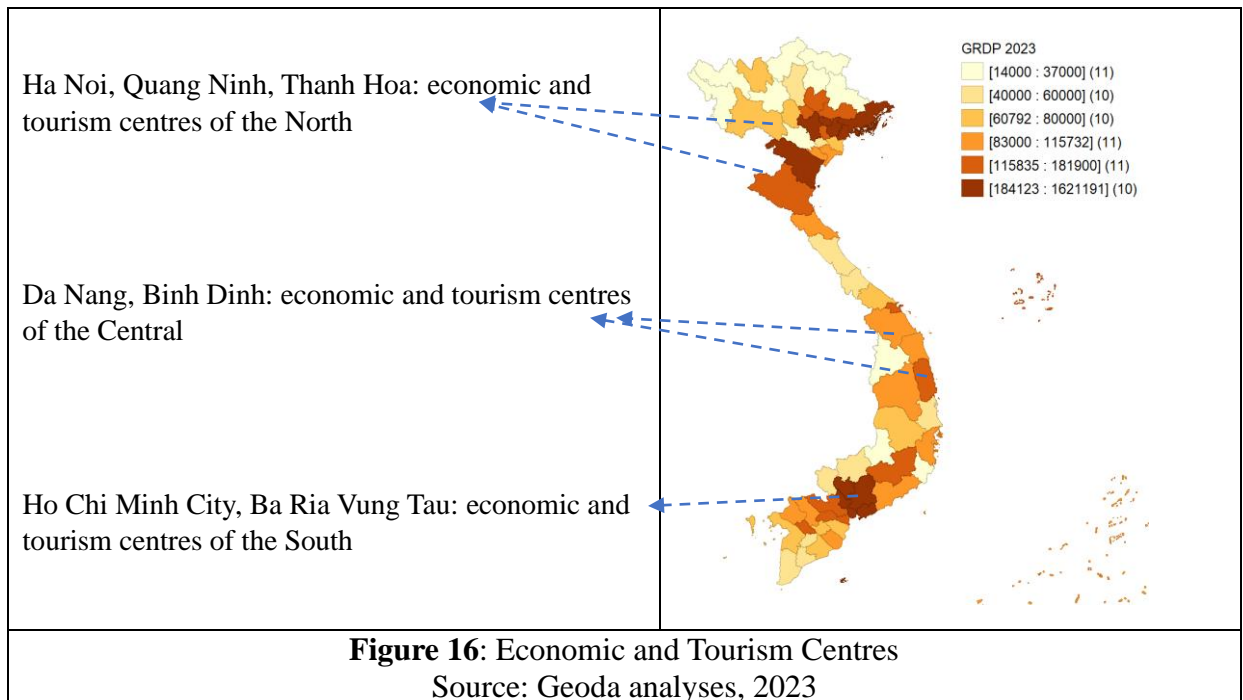 Ha Noi, Quang Ninh, Thanh Hoa: economic and
tourism centres of the North
Da Nang, Binh Dinh: economic and tourism centres
of the Central
Ho Chi Minh City, Ba Ria Vung Tau: economic and
tourism centres of the South
GRDP 2023
[14000 : 37000] (11)
[40000 : 60000] (10)
[60792 : 80000] (10)
[83000 : 115732] (11)
[115835 : 181900] (11)
[184123 : 1621191] (10)
Figure 16: Economic and Tourism Centres
Source: Geoda analyses, 2023